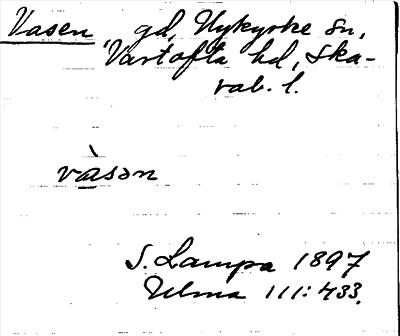 Vasen, gd, Nykyrke sn,
Vartofta hd, Ska-
rab. l.
vàsən
S. Lampa 1897
Ulma 111:433.